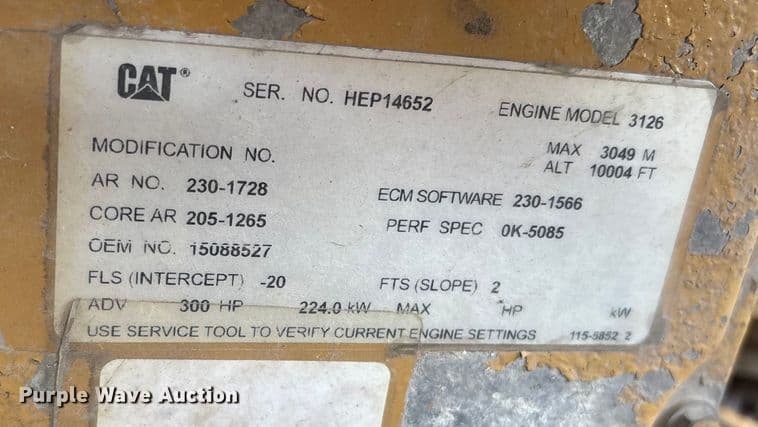 CAT® SER. NO. HEP14652 ENGINE MODEL 3126
MODIFICATION NO. MAX 3049 M
ALT 10004 FT
AR NO. 230-1728 ECM SOFTWARE 230-1566
CORE AR 205-1265 PERF SPEC 0K-5085
OEM NO. 15088527
FLS (INTERCEPT) -20 FTS (SLOPE) 2
ADV 300 HP 224.0 kW MAX HP kW
USE SERVICE TOOL TO VERIFY CURRENT ENGINE SETTINGS 115-5852 2
Purple Wave Auction